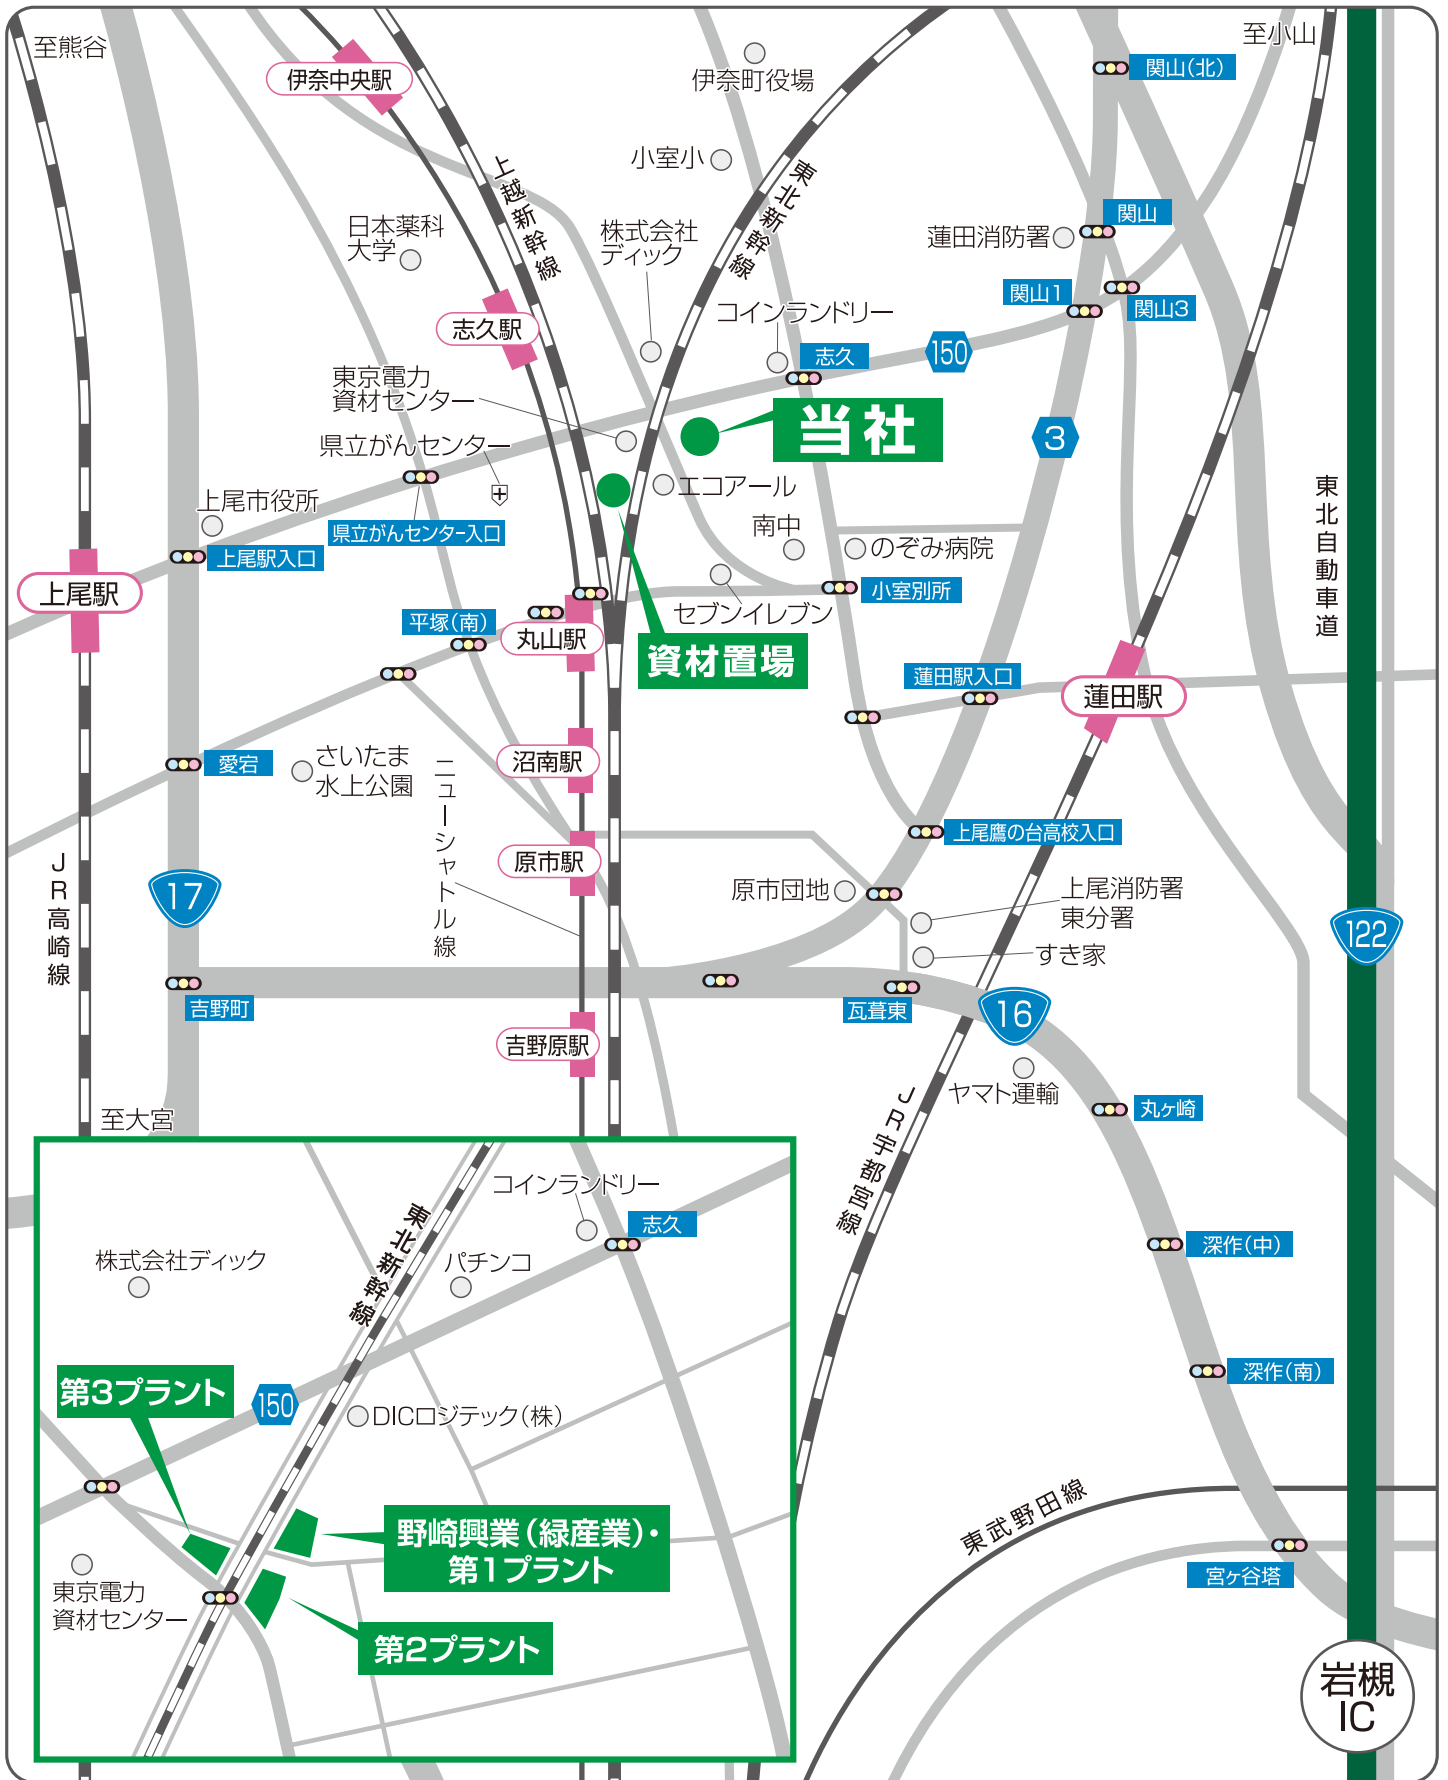 至熊谷
伊奈中央駅
伊奈町役場
至小山
関山(北)
上越新幹線
小室小
東北新幹線
日本薬科
大学
株式会社
ディック
蓮田消防署
関山
関山1
関山3
志久駅
コインランドリー
志久
150
東京電力
資材センター
当社
3
県立がんセンター
上尾市役所
エコアール
南中
のぞみ病院
県立がんセンター入口
上尾駅入口
東北自動車道
上尾駅
小室別所
セブンイレブン
平塚(南)
丸山駅
資材置場
蓮田駅入口
蓮田駅
愛宕
さいたま
水上公園
沼南駅
ニューシャトル線
上尾鷹の台高校入口
原市駅
JR高崎線
17
原市団地
上尾消防署
東分署
122
すき家
吉野町
瓦葺東
16
吉野原駅
ヤマト運輸
丸ヶ崎
至大宮
JR宇都宮線
コインランドリー
志久
東北新幹線
深作(中)
株式会社ディック
パチンコ
第3プラント
150
深作(南)
DICロジテック(株)
東武野田線
野崎興業(緑産業)・
第1プラント
東京電力
資材センター
宮ヶ谷塔
第2プラント
岩槻
IC